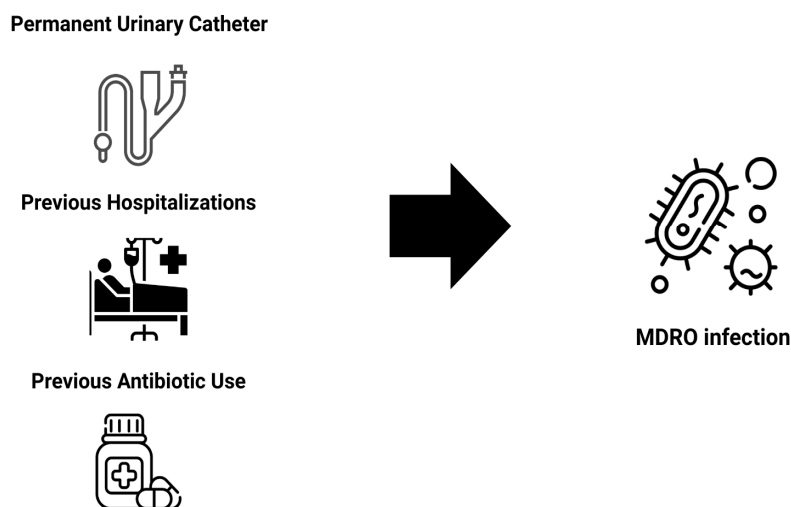 Permanent Urinary Catheter
Previous Hospitalizations
Previous Antibiotic Use
MDRO infection